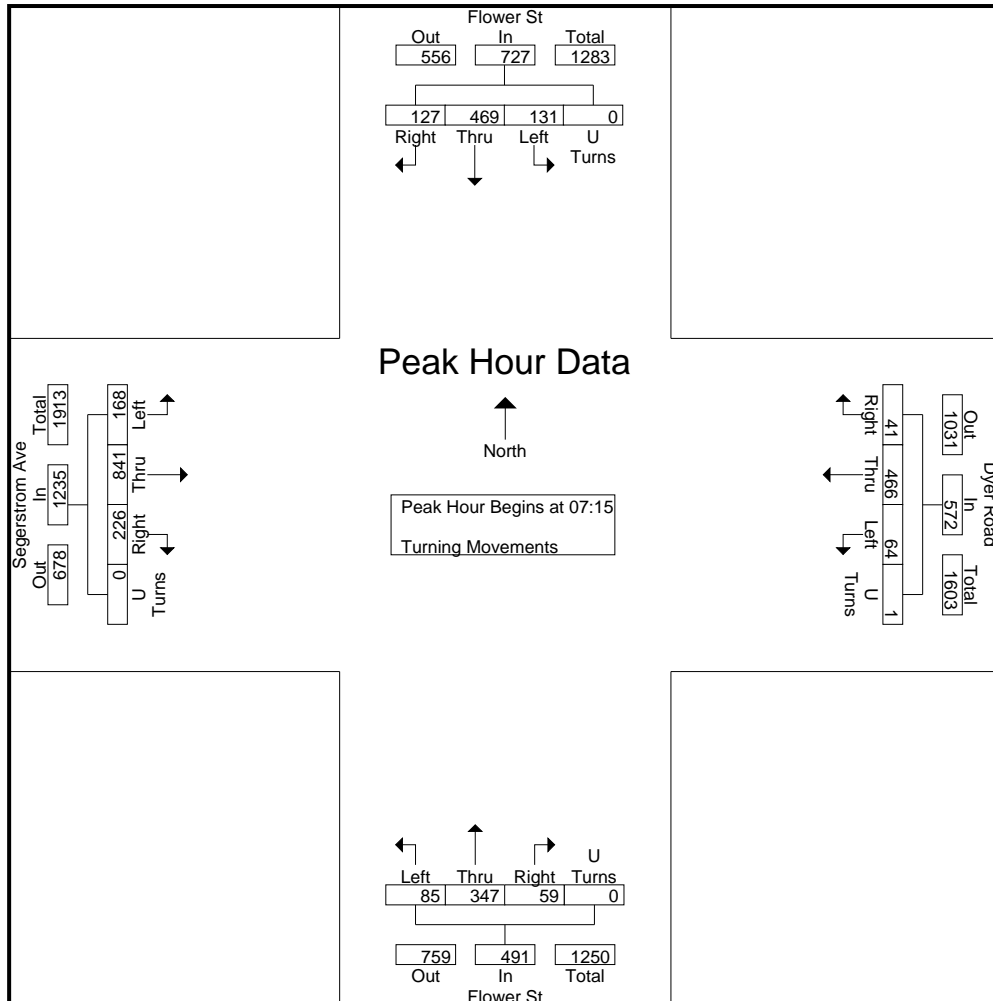 Flower St
Out In Total
556 727 1283
127 469 131 0
Right Thru Left U Turns
Peak Hour Data
North
Peak Hour Begins at 07:15
Turning Movements
Segerstrom Ave
Total In Out
1913 1235 678
168 841 226 0
Left Thru Right U Turns
Dyer Road
Out In Total
1031 572 1603
41 466 64 1
Right Thru Left U Turns
Left Thru Right U Turns
85 347 59 0
759 491 1250
Out In Total
Flower St